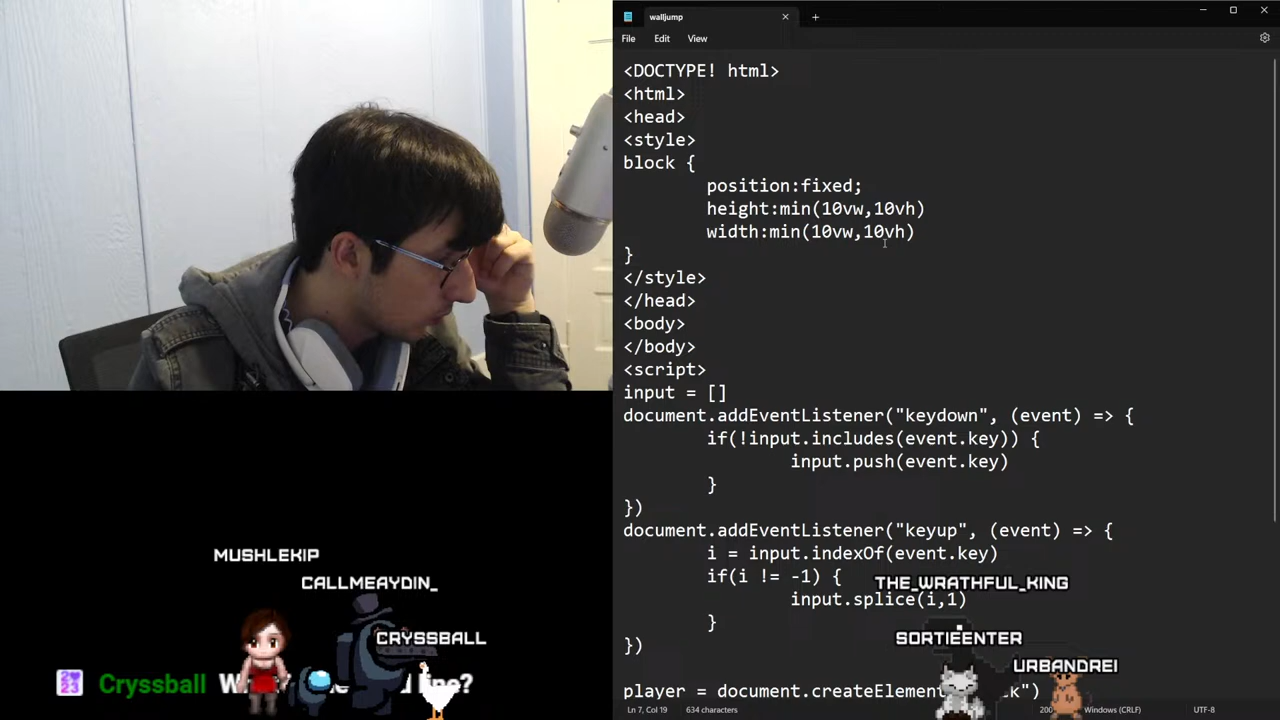 walljump
File Edit View
<DOCTYPE! html>
<html>
<head>
<style>
block {
position:fixed;
height:min(10vw,10vh)
width:min(10vw,10vh)
}
</style>
</head>
<body>
</body>
<script>
input = []
document.addEventListener("keydown", (event) => {
if(!input.includes(event.key)) {
input.push(event.key)
}
})
document.addEventListener("keyup", (event) => {
i = input.indexOf(event.key)
if(i != -1) {
input.splice(i,1)
}
})
player = document.createElement
Ln 7, Col 19 634 characters Windows (CRLF) UTF-8
MUSHLEKIP
CALLMEAYDIN_
CRYSSBALL
THE_WRATHFUL_KING
SORTIEENTER
URBANDREI
Cryssball